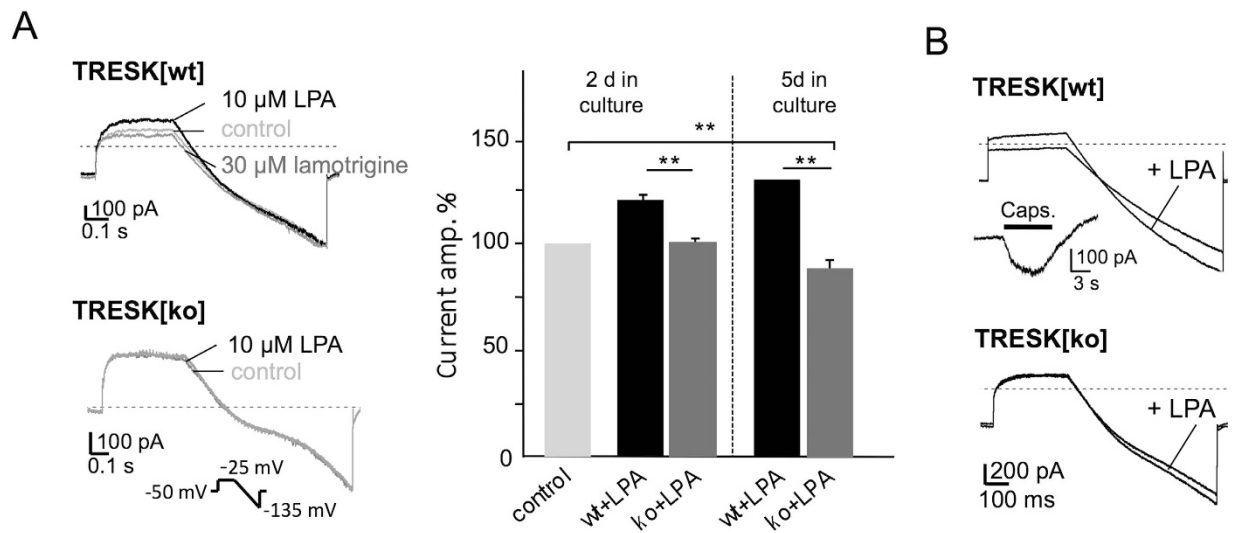 A
TRESK[wt]
10 µM LPA
control
30 µM lamotrigine
100 pA
0.1 s
TRESK[ko]
10 µM LPA
control
100 pA
0.1 s
-25 mV
-50 mV
-135 mV
2 d in
culture
5d in
culture
**
**
**
150
100
50
0
Current amp. %
control
wt+LPA
ko+LPA
wt+LPA
ko+LPA
B
TRESK[wt]
+ LPA
Caps.
100 pA
3 s
TRESK[ko]
+ LPA
200 pA
100 ms